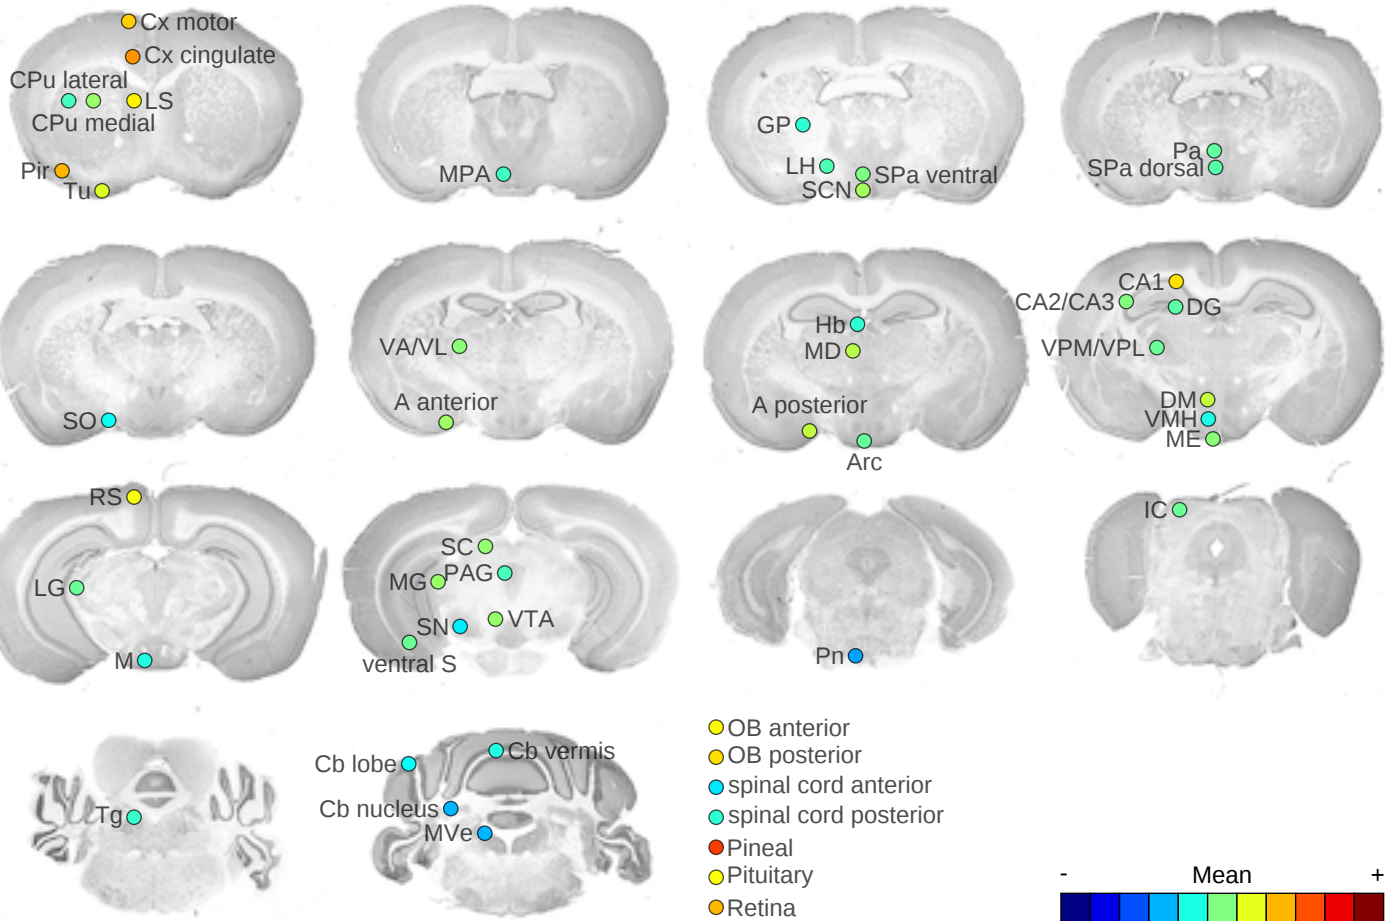 Cx motor
Cx cingulate
CPu lateral
LS
CPu medial
Pir
Tu
MPA
GP
LH
SPa ventral
SCN
Pa
SPa dorsal
SO
VA/VL
A anterior
Hb
MD
A posterior
Arc
CA1
CA2/CA3
DG
VPM/VPL
DM
VMH
ME
RS
LG
M
SC
PAG
MG
VTA
SN
ventral S
Pn
IC
Tg
Cb lobe
Cb vermis
Cb nucleus
MVe
OB anterior
OB posterior
spinal cord anterior
spinal cord posterior
Pineal
Pituitary
Retina
- Mean +